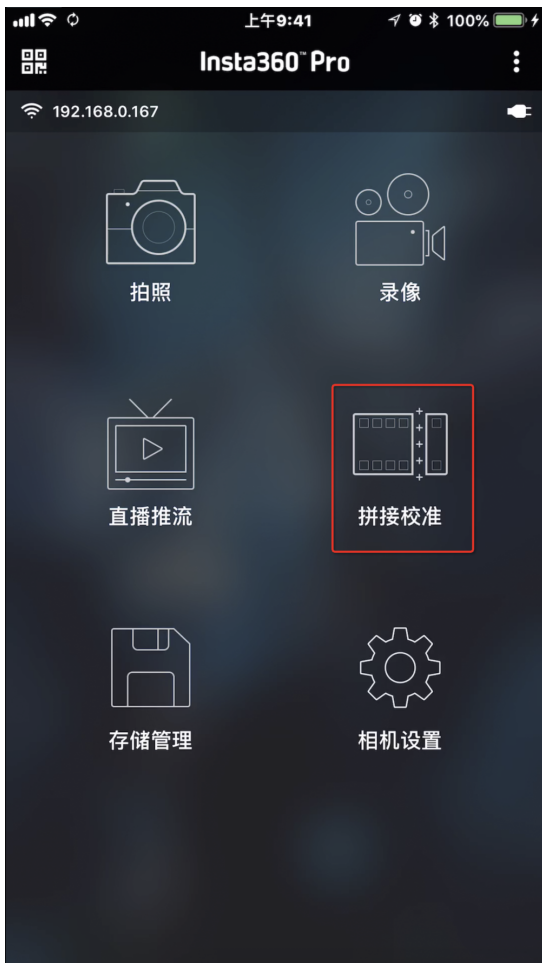 上午9:41
100%
Insta360™ Pro
192.168.0.167
拍照
录像
直播推流
拼接校准
存储管理
相机设置